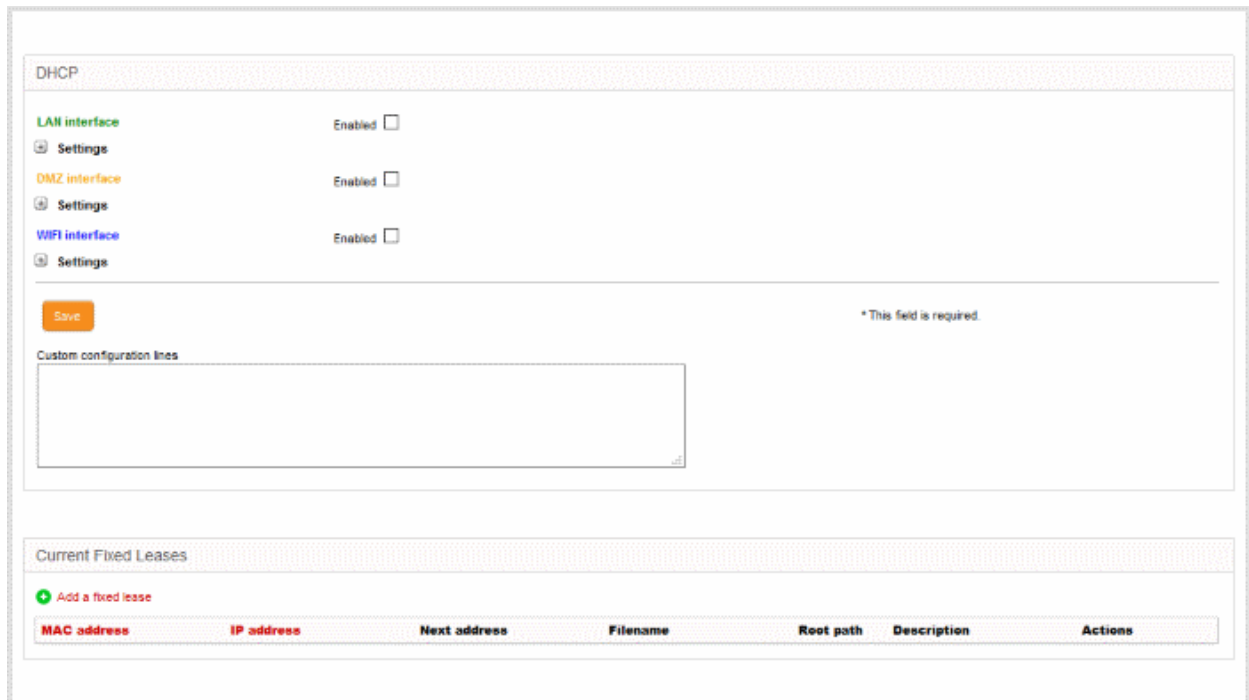 DHCP
LAN interface Enabled
Settings
DMZ interface Enabled
Settings
WIFI interface Enabled
Settings
Save * This field is required.
Custom configuration lines
Current Fixed Leases
Add a fixed lease
MAC address IP address Next address Filename Root path Description Actions